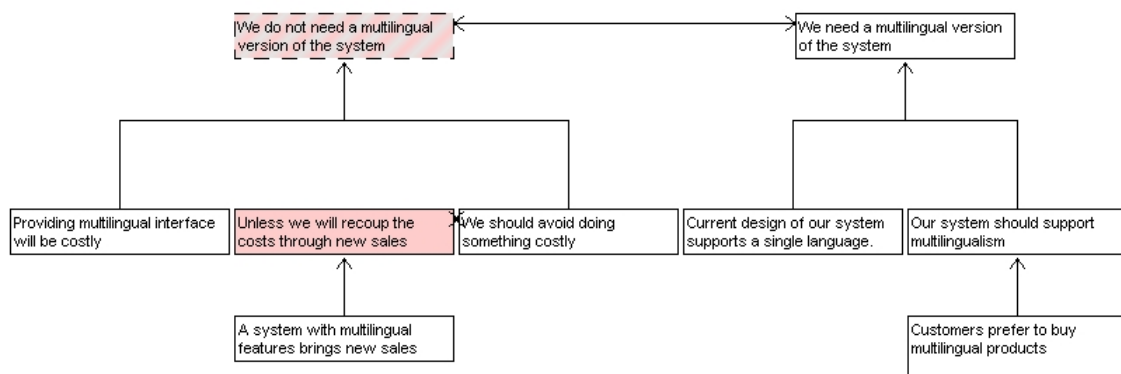 We do not need a multilingual
version of the system
We need a multilingual version
of the system
Providing multilingual interface
will be costly
Unless we will recoup the
costs through new sales
We should avoid doing
something costly
Current design of our system
supports a single language.
Our system should support
multilingualism
A system with multilingual
features brings new sales
Customers prefer to buy
multilingual products